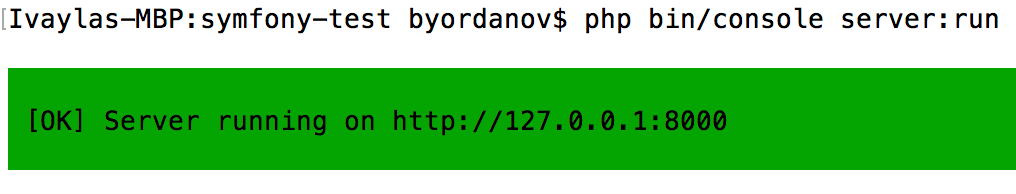 [Ivaylas-MBP:symfony-test byordanov$ php bin/console server:run
[OK] Server running on http://127.0.0.1:8000